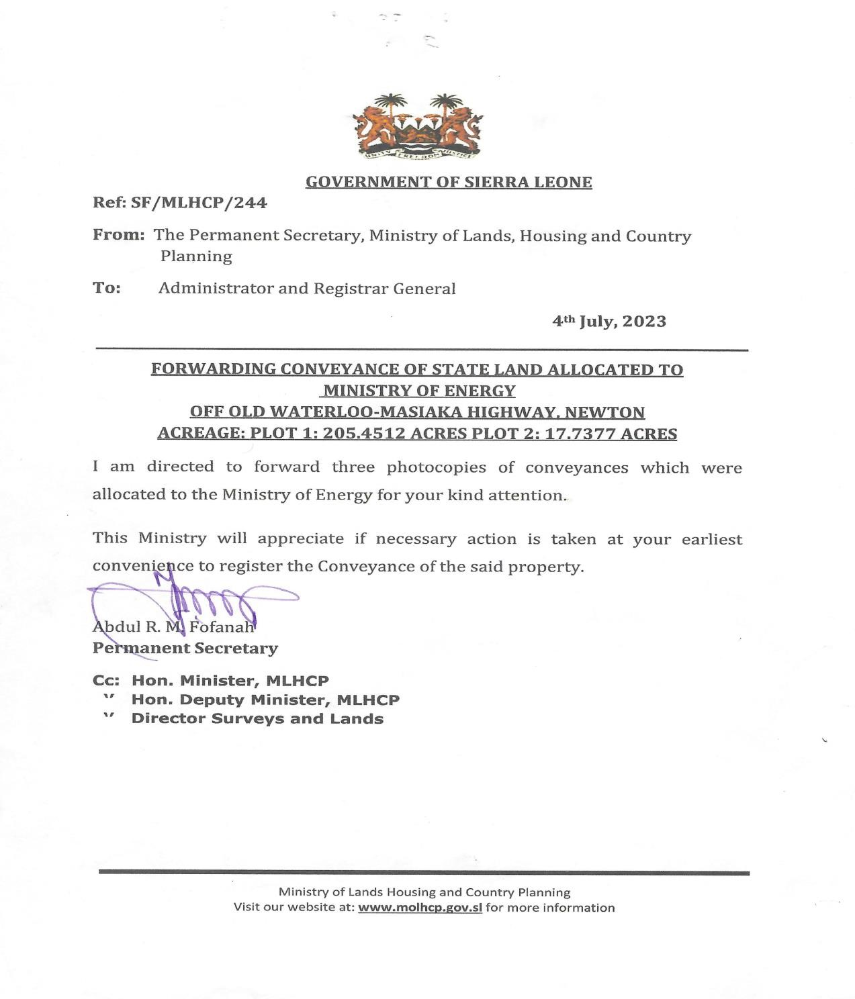 UNITY FREEDOM JUSTICE
GOVERNMENT OF SIERRA LEONE
Ref: SF/MLHCP/244
From: The Permanent Secretary, Ministry of Lands, Housing and Country
Planning
To: Administrator and Registrar General
4th July, 2023
FORWARDING CONVEYANCE OF STATE LAND ALLOCATED TO
MINISTRY OF ENERGY
OFF OLD WATERLOO-MASIAKA HIGHWAY, NEWTON
ACREAGE: PLOT 1: 205.4512 ACRES PLOT 2: 17.7377 ACRES
I am directed to forward three photocopies of conveyances which were
allocated to the Ministry of Energy for your kind attention.
This Ministry will appreciate if necessary action is taken at your earliest
convenience to register the Conveyance of the said property.
Abdul R. M. Fofanah
Permanent Secretary
Cc: Hon. Minister, MLHCP
" Hon. Deputy Minister, MLHCP
" Director Surveys and Lands
Ministry of Lands Housing and Country Planning
Visit our website at: www.molhcp.gov.sl for more information